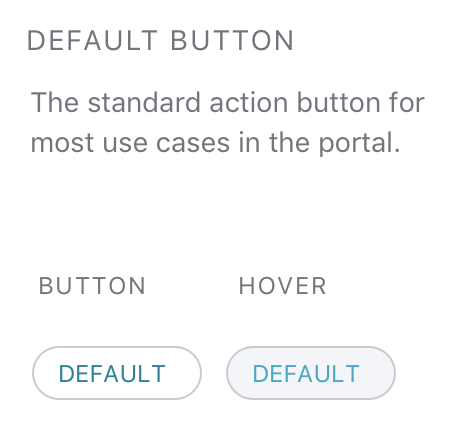 DEFAULT BUTTON
The standard action button for
most use cases in the portal.
BUTTON HOVER
DEFAULT DEFAULT